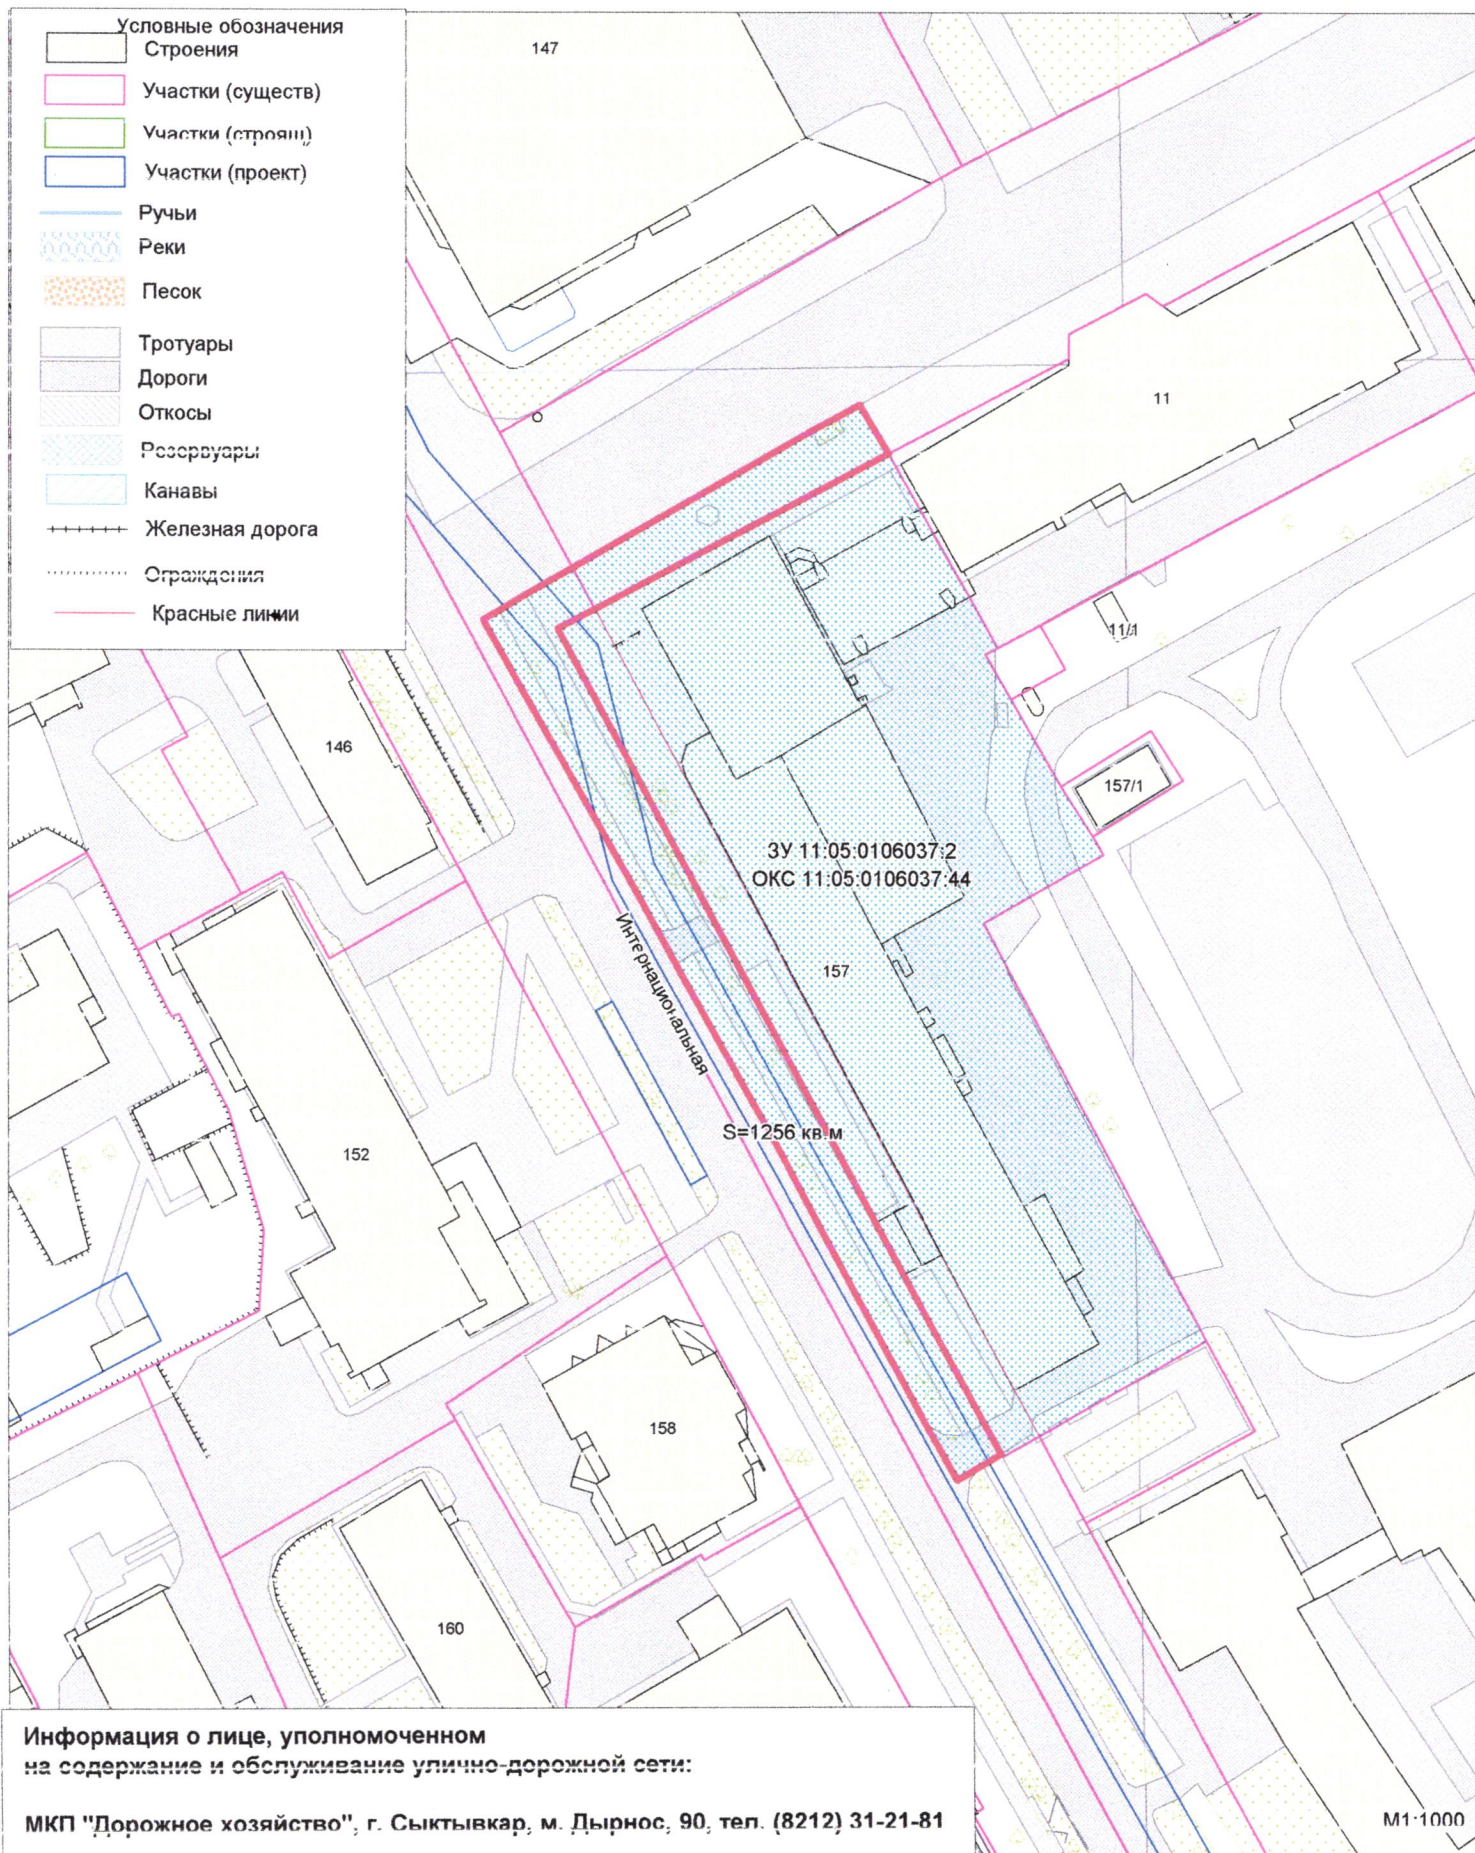 Условные обозначения
Строения
Участки (существ)
Участки (строящ)
Участки (проект)
Ручьи
Реки
Песок
Тротуары
Дороги
Откосы
Резервуары
Канавы
Железная дорога
Ограждения
Красные линии
147
11
11/1
146
157/1
ЗУ 11:05:0106037:2
ОКС 11:05:0106037:44
Интернациональная
157
S=1256 кв.м
152
158
160
Информация о лице, уполномоченном
на содержание и обслуживание улично-дорожной сети:
МКП "Дорожное хозяйство", г. Сыктывкар, м. Дырнос, 90, тел. (8212) 31-21-81
М1:1000